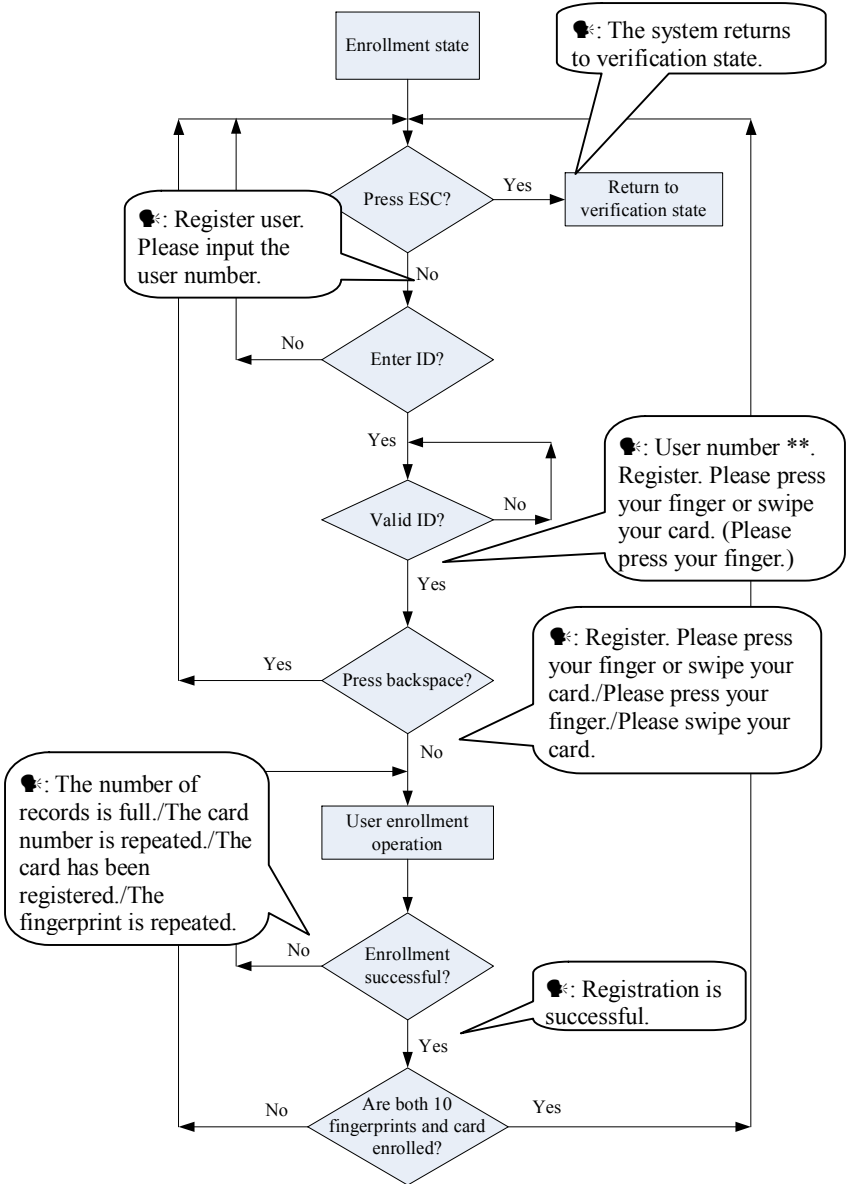 Enrollment state
🗣: The system returns
to verification state.
Press ESC?
Yes
Return to
verification state
🗣: Register user.
Please input the
user number.
No
No
Enter ID?
Yes
🗣: User number **.
Register. Please press
your finger or swipe
your card. (Please
press your finger.)
Valid ID?
No
Yes
🗣: Register. Please press
your finger or swipe your
card./Please press your
finger./Please swipe your
card.
Yes
Press backspace?
No
🗣: The number of
records is full./The card
number is repeated./The
card has been
registered./The
fingerprint is repeated.
User enrollment
operation
No
Enrollment
successful?
🗣: Registration is
successful.
Yes
No
Are both 10
fingerprints and card
enrolled?
Yes